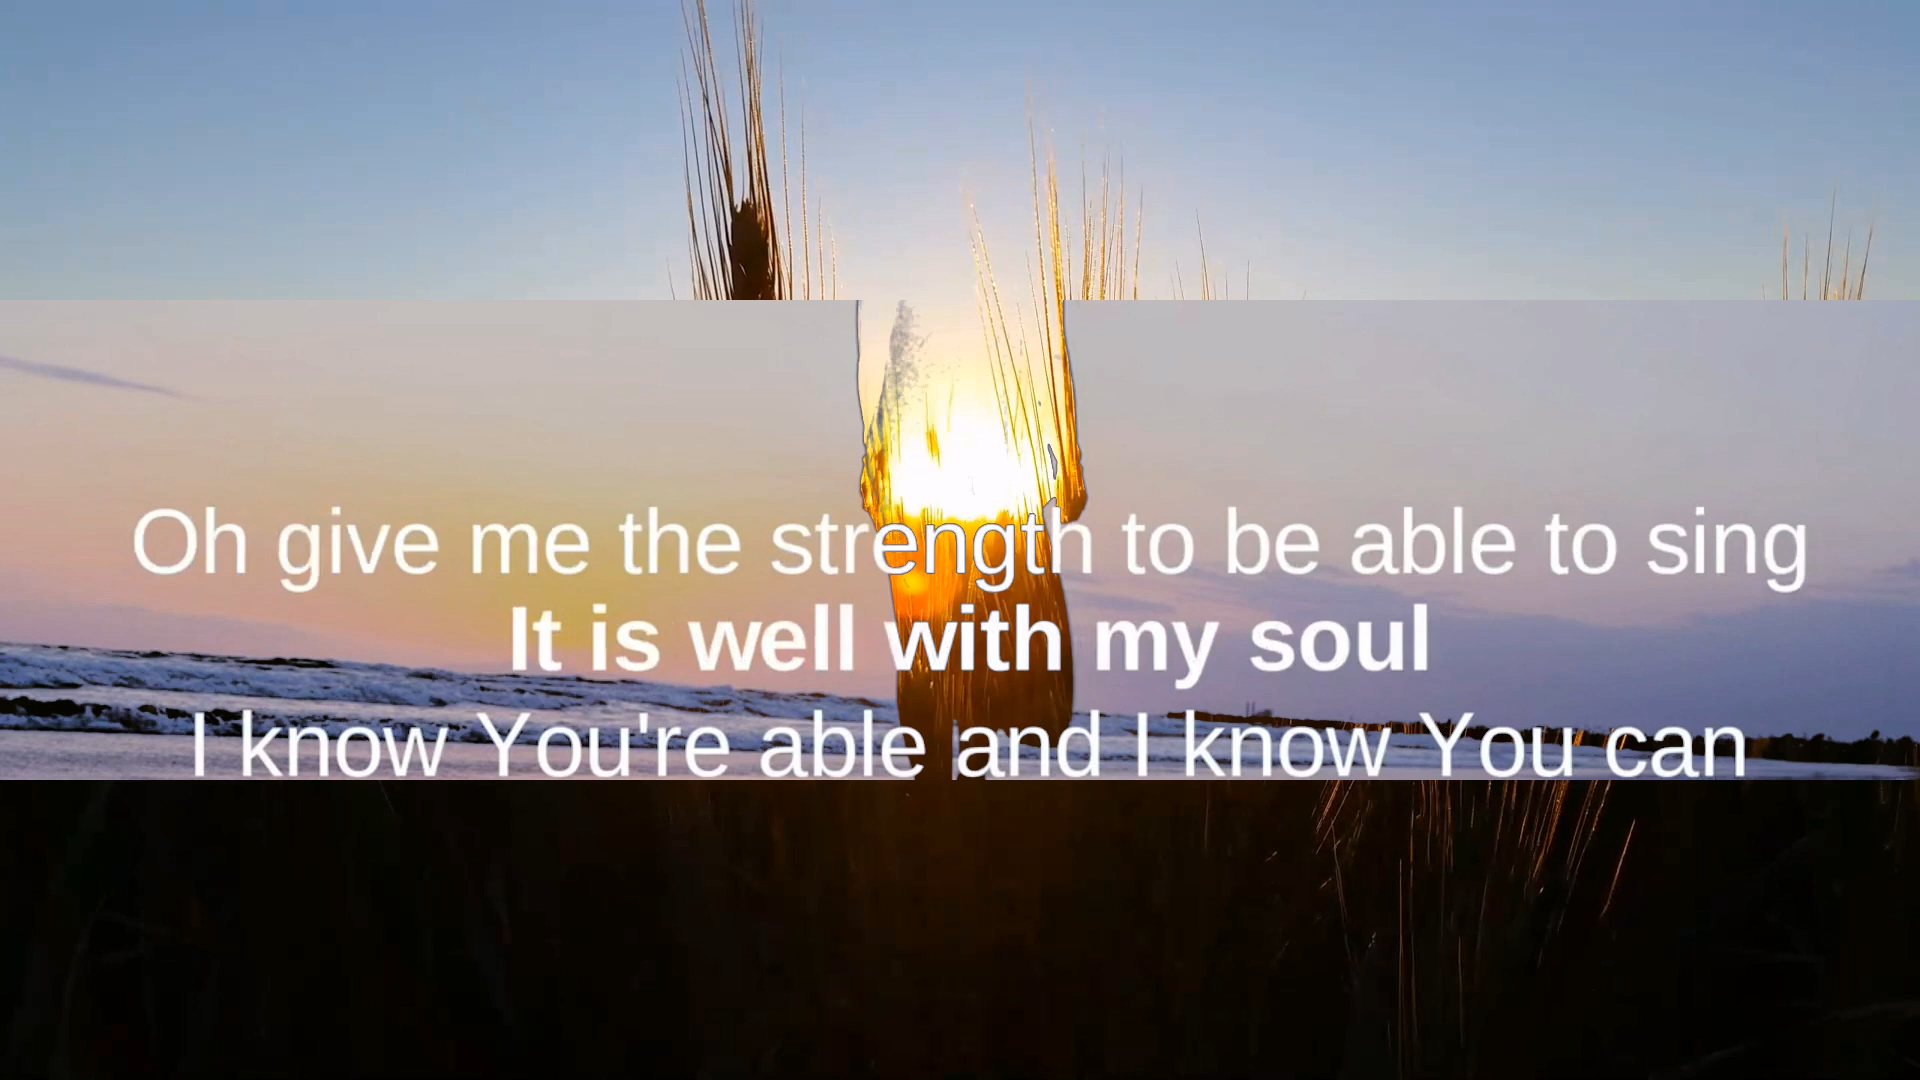 Oh give me the strength to be able to sing
It is well with my soul
I know You're able and I know You can